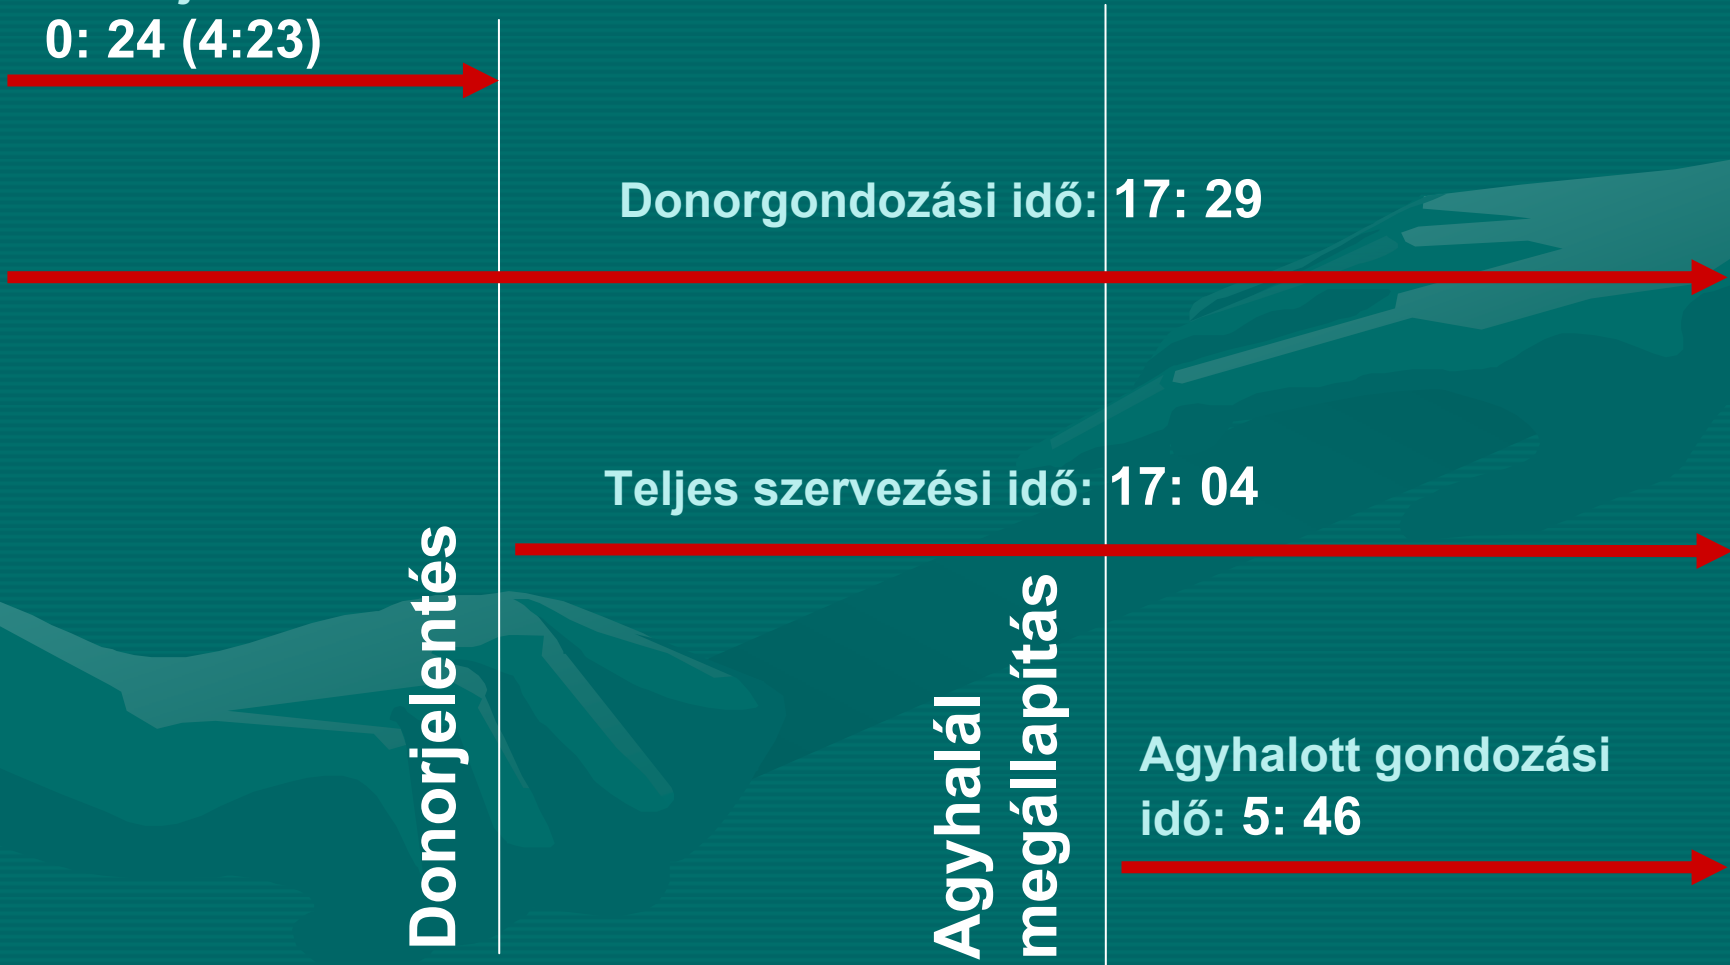 0: 24 (4:23)
Donorgondozási idő: 17: 29
Teljes szervezési idő: 17: 04
Donorjelentés
Agyhalál
megállapítás
Agyhalott gondozási
idő: 5: 46